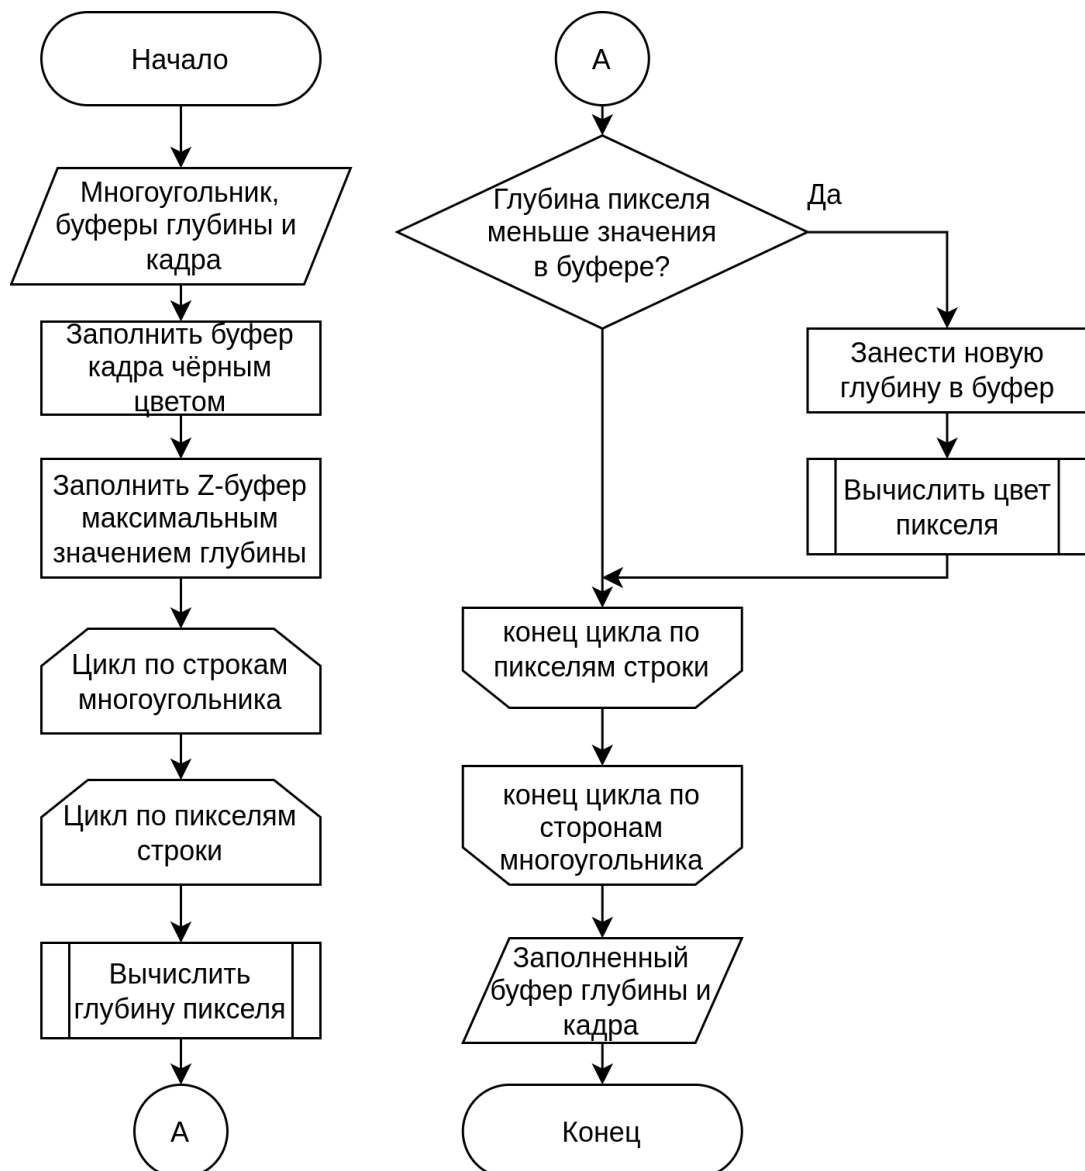 Начало
Многоугольник,
буферы глубины и
кадра
Заполнить буфер
кадра чёрным
цветом
Заполнить Z-буфер
максимальным
значением глубины
Цикл по строкам
многоугольника
Цикл по пикселям
строки
Вычислить
глубину пикселя
А
А
Глубина пикселя
меньше значения
в буфере?
Да
Занести новую
глубину в буфер
Вычислить цвет
пикселя
конец цикла по
пикселям строки
конец цикла по
сторонам
многоугольника
Заполненный
буфер глубины и
кадра
Конец